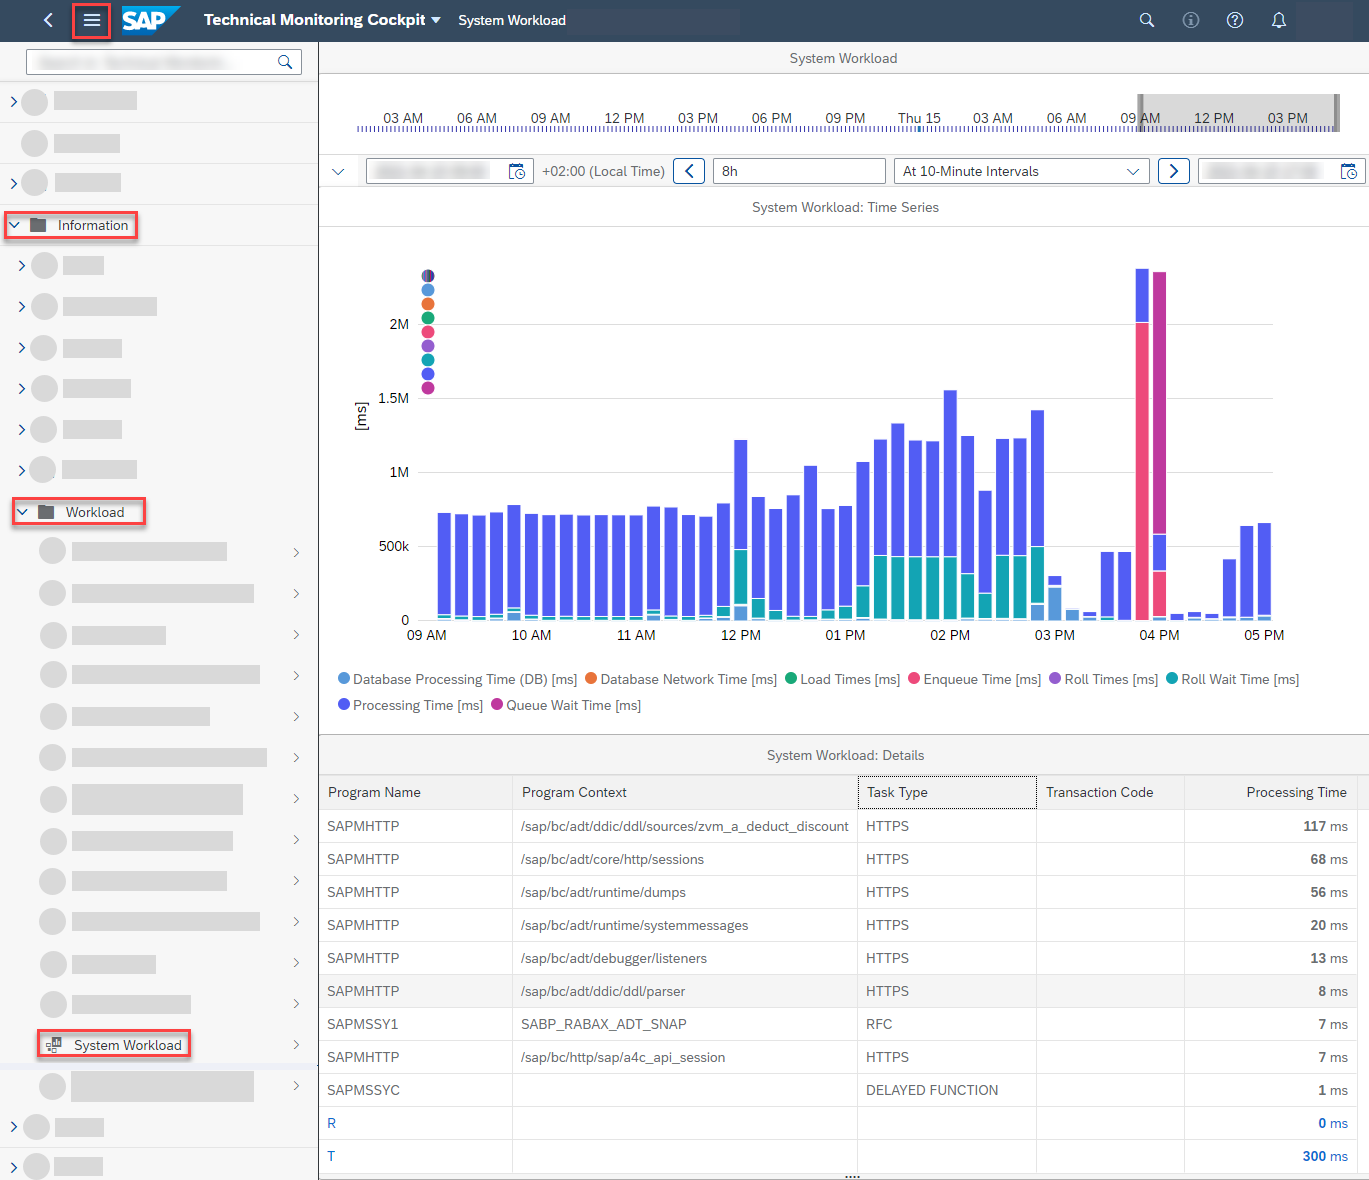 SAP Technical Monitoring Cockpit System Workload
System Workload
Information
Workload
System Workload
03 AM 06 AM 09 AM 12 PM 03 PM 06 PM 09 PM Thu 15 03 AM 06 AM 09 AM 12 PM 03 PM
+02:00 (Local Time) 8h At 10-Minute Intervals
System Workload: Time Series
[ms]
2M
1.5M
1M
500k
0
09 AM 10 AM 11 AM 12 PM 01 PM 02 PM 03 PM 04 PM 05 PM
Database Processing Time (DB) [ms] Database Network Time [ms] Load Times [ms] Enqueue Time [ms] Roll Times [ms] Roll Wait Time [ms]
Processing Time [ms] Queue Wait Time [ms]
System Workload: Details
Program Name Program Context Task Type Transaction Code Processing Time
SAPMHTTP /sap/bc/adt/ddic/ddl/sources/zvm_a_deduct_discount HTTPS 117 ms
SAPMHTTP /sap/bc/adt/core/http/sessions HTTPS 68 ms
SAPMHTTP /sap/bc/adt/runtime/dumps HTTPS 56 ms
SAPMHTTP /sap/bc/adt/runtime/systemmessages HTTPS 20 ms
SAPMHTTP /sap/bc/adt/debugger/listeners HTTPS 13 ms
SAPMHTTP /sap/bc/adt/ddic/ddl/parser HTTPS 8 ms
SAPMSSY1 SABP_RABAX_ADT_SNAP RFC 7 ms
SAPMHTTP /sap/bc/http/sap/a4c_api_session HTTPS 7 ms
SAPMSSYC DELAYED FUNCTION 1 ms
R 0 ms
T 300 ms